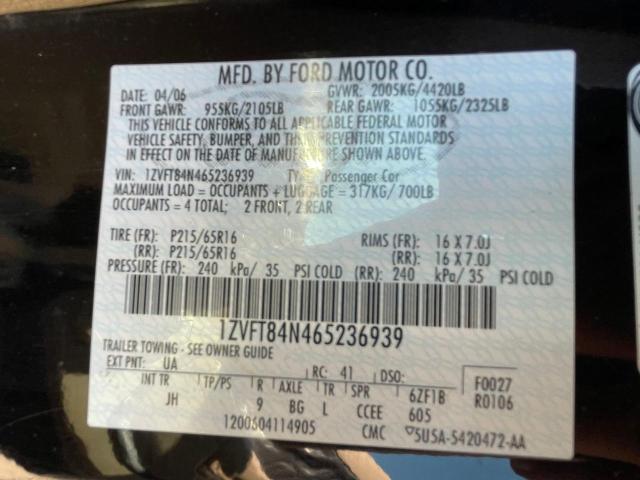 MFD. BY FORD MOTOR CO.
DATE: 04/06 GVWR: 2005KG/4420LB
FRONT GAWR: 955KG/2105LB REAR GAWR: 1055KG/2325LB
THIS VEHICLE CONFORMS TO ALL APPLICABLE FEDERAL MOTOR
VEHICLE SAFETY, BUMPER, AND THEFT PREVENTION STANDARDS
IN EFFECT ON THE DATE OF MANUFACTURE SHOWN ABOVE.
VIN: 1ZVFT84N465236939 TYPE: Passenger Car
MAXIMUM LOAD = OCCUPANTS + LUGGAGE = 317KG/ 700LB
OCCUPANTS = 4 TOTAL; 2 FRONT, 2 REAR
TIRE (FR): P215/65R16 RIMS (FR): 16 X 7.0J
(RR): P215/65R16 (RR): 16 X 7.0J
PRESSURE (FR): 240 kPa/ 35 PSI COLD (RR): 240 kPa/ 35 PSI COLD
1ZVFT84N465236939
TRAILER TOWING - SEE OWNER GUIDE
EXT PNT: UA RC: 41 DSO:
INT TR TP/PS R AXLE TR SPR 6ZF1B F0027
JH 9 BG L CCEE 605 R0106
1200604114905 CMC 5U5A-5420472-AA